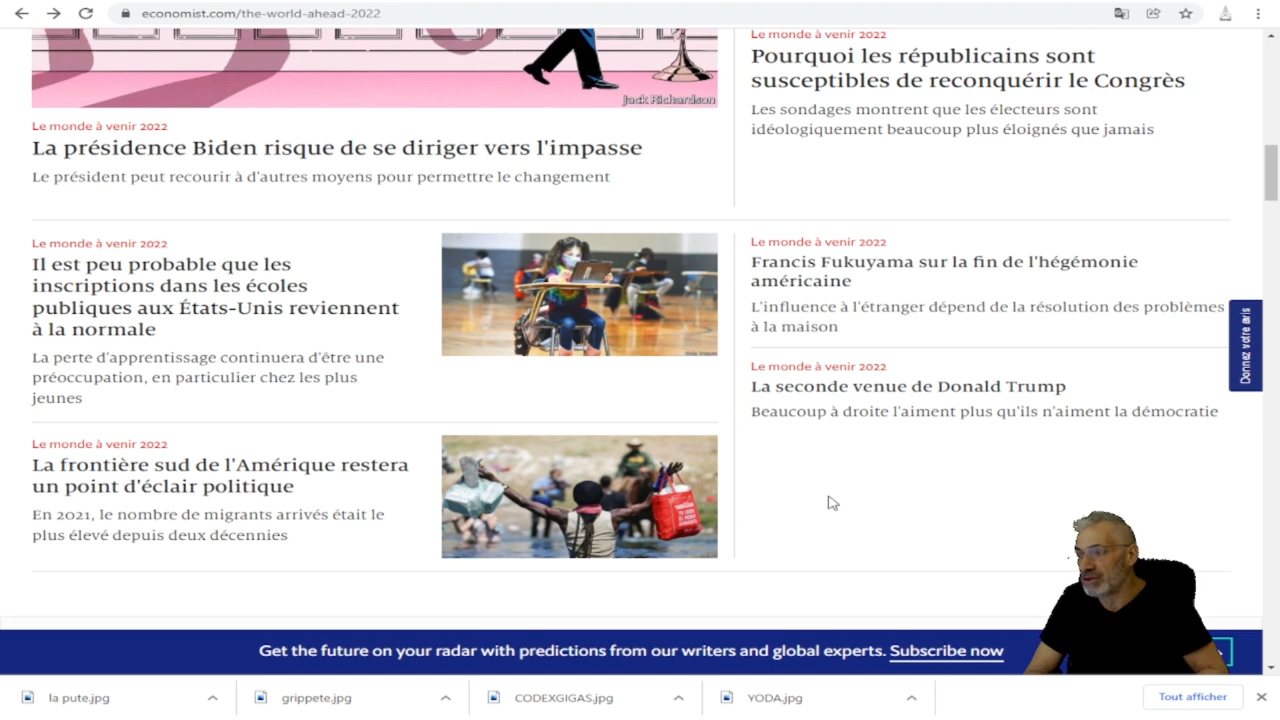 economist.com/the-world-ahead-2022
Jack Richardson
Le monde à venir 2022
La présidence Biden risque de se diriger vers l'impasse
Le président peut recourir à d'autres moyens pour permettre le changement
Le monde à venir 2022
Pourquoi les républicains sont
susceptibles de reconquérir le Congrès
Les sondages montrent que les électeurs sont
idéologiquement beaucoup plus éloignés que jamais
Le monde à venir 2022
Il est peu probable que les
inscriptions dans les écoles
publiques aux États-Unis reviennent
à la normale
La perte d'apprentissage continuera d'être une
préoccupation, en particulier chez les plus
jeunes
Le monde à venir 2022
La frontière sud de l'Amérique restera
un point d'éclair politique
En 2021, le nombre de migrants arrivés était le
plus élevé depuis deux décennies
Le monde à venir 2022
Francis Fukuyama sur la fin de l'hégémonie
américaine
L'influence à l'étranger dépend de la résolution des problèmes
à la maison
Le monde à venir 2022
La seconde venue de Donald Trump
Beaucoup à droite l'aiment plus qu'ils n'aiment la démocratie
Donnez votre avis
Get the future on your radar with predictions from our writers and global experts. Subscribe now
la pute.jpg
grippete.jpg
CODEXGIGAS.jpg
YODA.jpg
Tout afficher